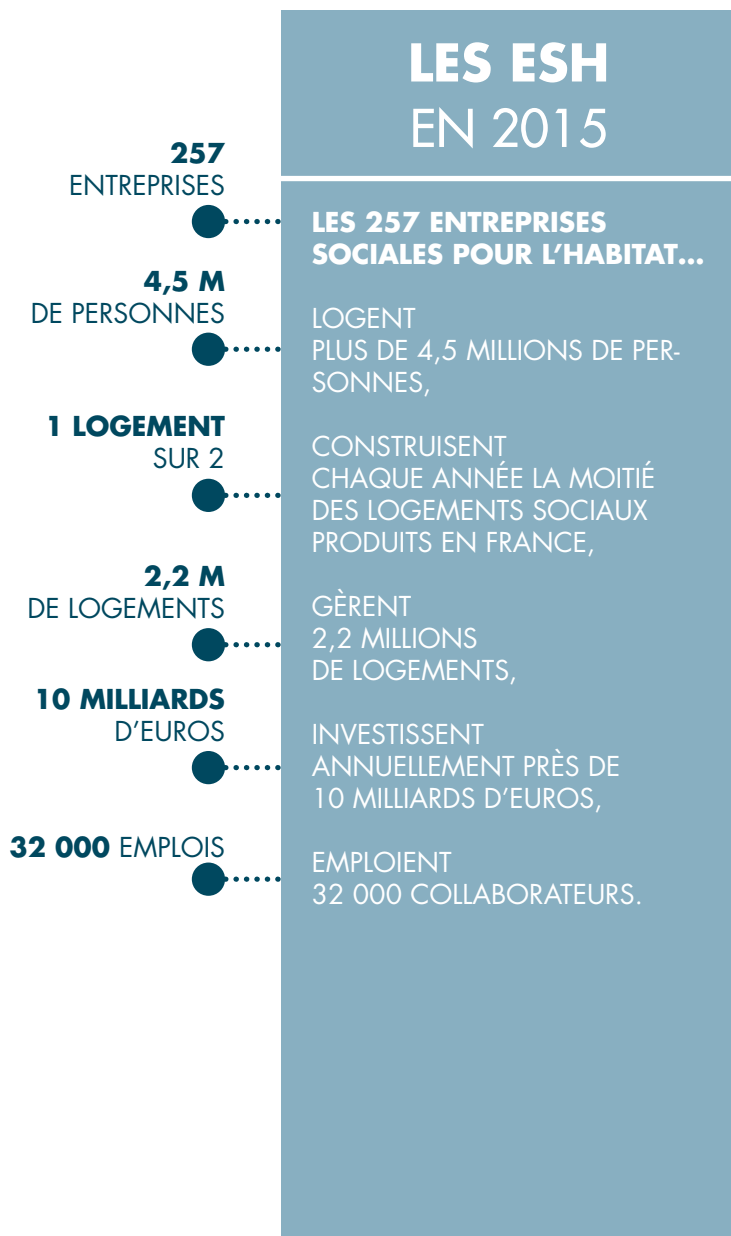 LES ESH
EN 2015
257
ENTREPRISES
4,5 M
DE PERSONNES
1 LOGEMENT
SUR 2
2,2 M
DE LOGEMENTS
10 MILLIARDS
D’EUROS
32 000 EMPLOIS
LES 257 ENTREPRISES
SOCIALES POUR L’HABITAT...
LOGENT
PLUS DE 4,5 MILLIONS DE PER-
SONNES,
CONSTRUISENT
CHAQUE ANNÉE LA MOITIÉ
DES LOGEMENTS SOCIAUX
PRODUITS EN FRANCE,
GÈRENT
2,2 MILLIONS
DE LOGEMENTS,
INVESTISSENT
ANNUELLEMENT PRÈS DE
10 MILLIARDS D’EUROS,
EMPLOIENT
32 000 COLLABORATEURS.